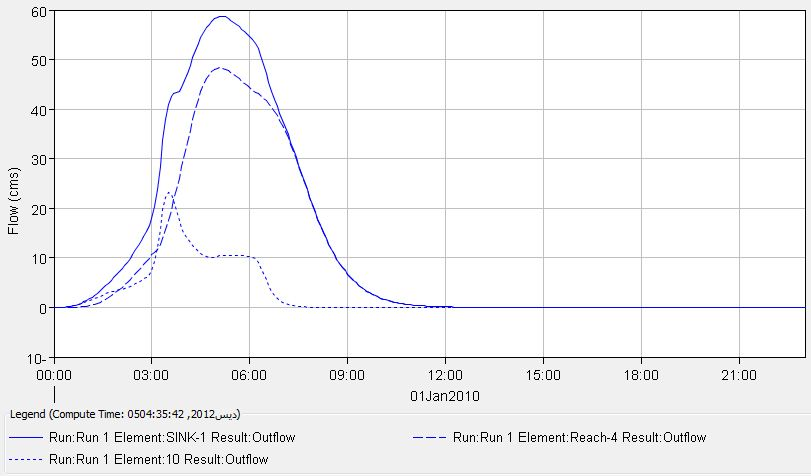 60
50
40
30
20
10
0
10-
Flow (cms)
00:00 03:00 06:00 09:00 12:00 15:00 18:00 21:00
01Jan2010
Legend (Compute Time: 0504:35:42 ,2012ديس)
Run:Run 1 Element:SINK-1 Result:Outflow
Run:Run 1 Element:Reach-4 Result:Outflow
Run:Run 1 Element:10 Result:Outflow